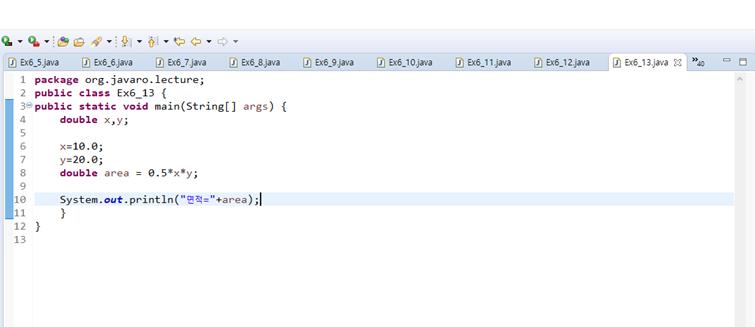 Ex6_5.java Ex6_6.java Ex6_7.java Ex6_8.java Ex6_9.java Ex6_10.java Ex6_11.java Ex6_12.java Ex6_13.java »40
1 package org.javaro.lecture;
2 public class Ex6_13 {
3 public static void main(String[] args) {
4 double x,y;
5
6 x=10.0;
7 y=20.0;
8 double area = 0.5*x*y;
9
10 System.out.println("면적="+area);
11 }
12 }
13